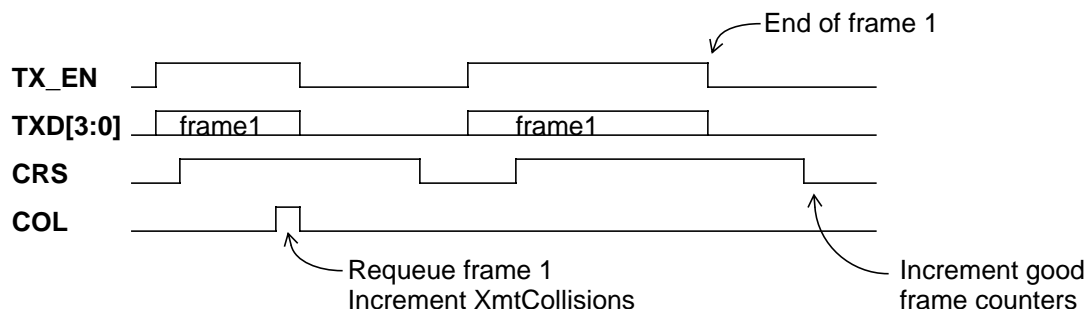 End of frame 1
TX_EN
TXD[3:0]
frame1
frame1
CRS
COL
Requeue frame 1
Increment XmtCollisions
Increment good
frame counters